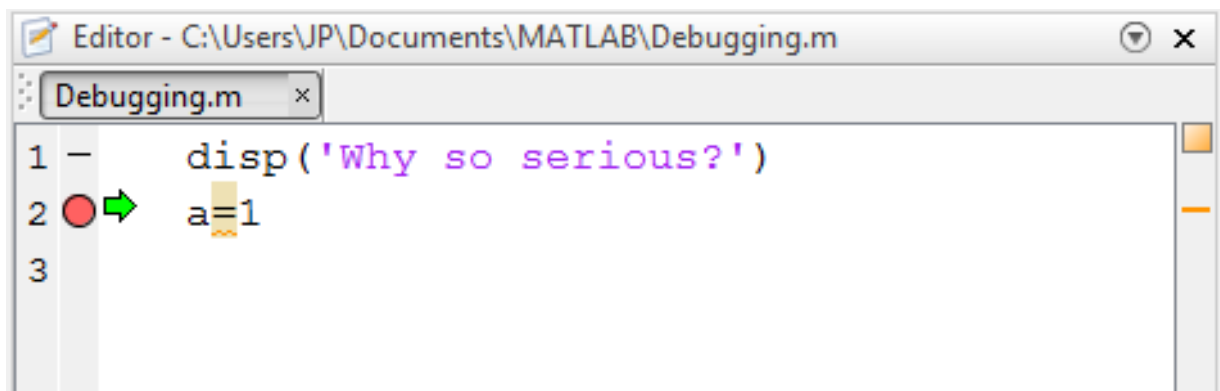 Editor - C:\Users\JP\Documents\MATLAB\Debugging.m
Debugging.m
1 disp('Why so serious?')
2 a=1
3